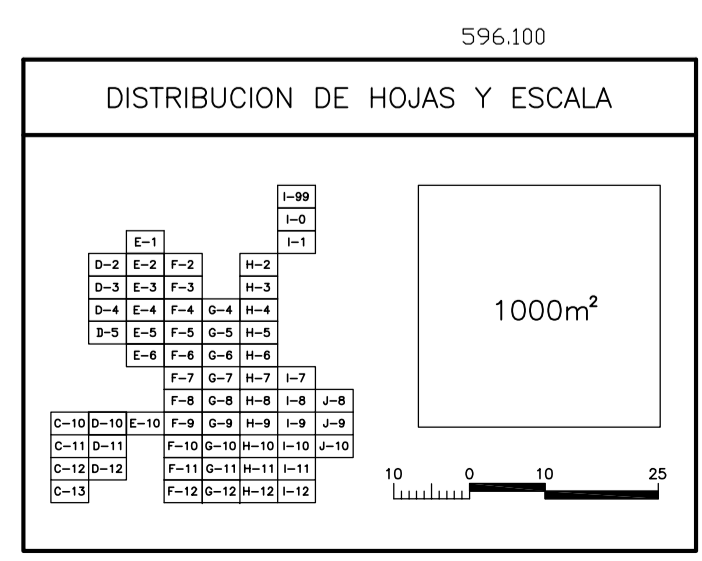 596.100
DISTRIBUCION DE HOJAS Y ESCALA
I-99
I-0
E-1 I-1
D-2 E-2 F-2 H-2
D-3 E-3 F-3 H-3
D-4 E-4 F-4 G-4 H-4
D-5 E-5 F-5 G-5 H-5
E-6 F-6 G-6 H-6
F-7 G-7 H-7 I-7
F-8 G-8 H-8 I-8 J-8
C-10 D-10 E-10 F-9 G-9 H-9 I-9 J-9
C-11 D-11 F-10 G-10 H-10 I-10 J-10
C-12 D-12 F-11 G-11 H-11 I-11
C-13 F-12 G-12 H-12 I-12
1000m²
10 0 10 25